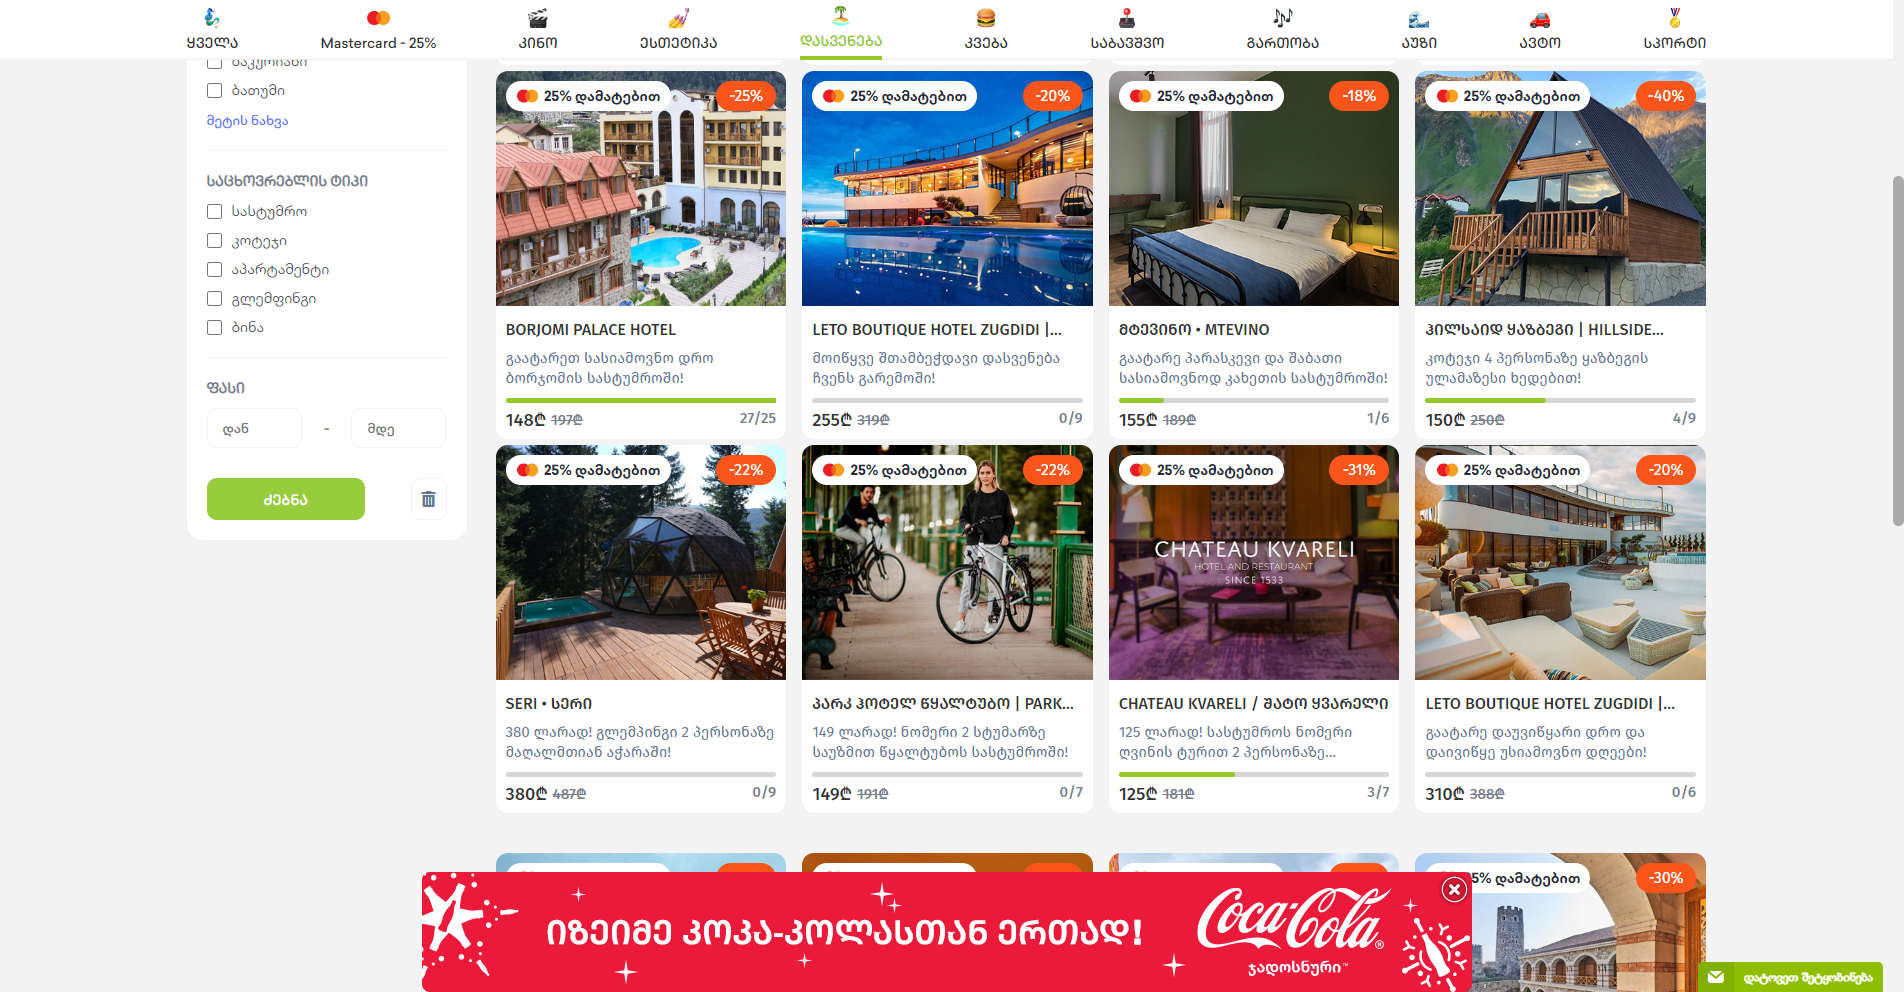 ყველა
Mastercard - 25%
კინო
ესთეტიკა
დასვენება
კვება
საბავშვო
გართობა
აუზი
ავტო
სპორტი
ბაკურიანი
ბათუმი
მეტის ნახვა
საცხოვრებლის ტიპი
სასტუმრო
კოტეჯი
აპარტამენტი
გლემფინგი
ბინა
ფასი
დან
-
მდე
ძებნა
25% დამატებით
-25%
BORJOMI PALACE HOTEL
გაატარეთ სასიამოვნო დრო
ბორჯომის სასტუმროში!
148₾ 197₾
27/25
25% დამატებით
-20%
LETO BOUTIQUE HOTEL ZUGDIDI |...
მოიწყვე შთამბეჭდავი დასვენება
ჩვენს გარემოში!
255₾ 319₾
0/9
25% დამატებით
-18%
მტევინო • MTEVINO
გაატარე პარასკევი და შაბათი
სასიამოვნოდ კახეთის სასტუმროში!
155₾ 189₾
1/6
25% დამატებით
-40%
ჰილსაიდ ყაზბეგი | HILLSIDE...
კოტეჯი 4 პერსონაზე ყაზბეგის
ულამაზესი ხედებით!
150₾ 250₾
4/9
25% დამატებით
-22%
SERI • სერი
380 ლარად! გლემპინგი 2 პერსონაზე
მაღალმთიან აჭარაში!
380₾ 487₾
0/9
25% დამატებით
-22%
პარკ ჰოტელ წყალტუბო | PARK...
149 ლარად! ნომერი 2 სტუმარზე
საუზმით წყალტუბოს სასტუმროში!
149₾ 191₾
0/7
25% დამატებით
-31%
CHATEAU KVARELI
HOTEL AND RESTAURANT
SINCE 1533
CHATEAU KVARELI / შატო ყვარელი
125 ლარად! სასტუმროს ნომერი
ღვინის ტურით 2 პერსონაზე...
125₾ 181₾
3/7
25% დამატებით
-20%
LETO BOUTIQUE HOTEL ZUGDIDI |...
გაატარე დაუვიწყარი დრო და
დაივიწყე უსიამოვნო დღეები!
310₾ 388₾
0/6
5% დამატებით
-30%
იზეიმე კოკა-კოლასთან ერთად!
Coca-Cola®
ჯადოსნური™
დატოვეთ შეტყობინება